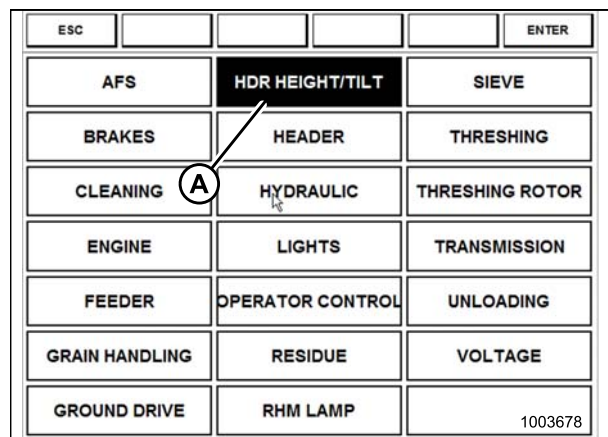 ESC ENTER
AFS HDR HEIGHT/TILT SIEVE
BRAKES HEADER THRESHING
CLEANING A HYDRAULIC THRESHING ROTOR
ENGINE LIGHTS TRANSMISSION
FEEDER OPERATOR CONTROL UNLOADING
GRAIN HANDLING RESIDUE VOLTAGE
GROUND DRIVE RHM LAMP 1003678